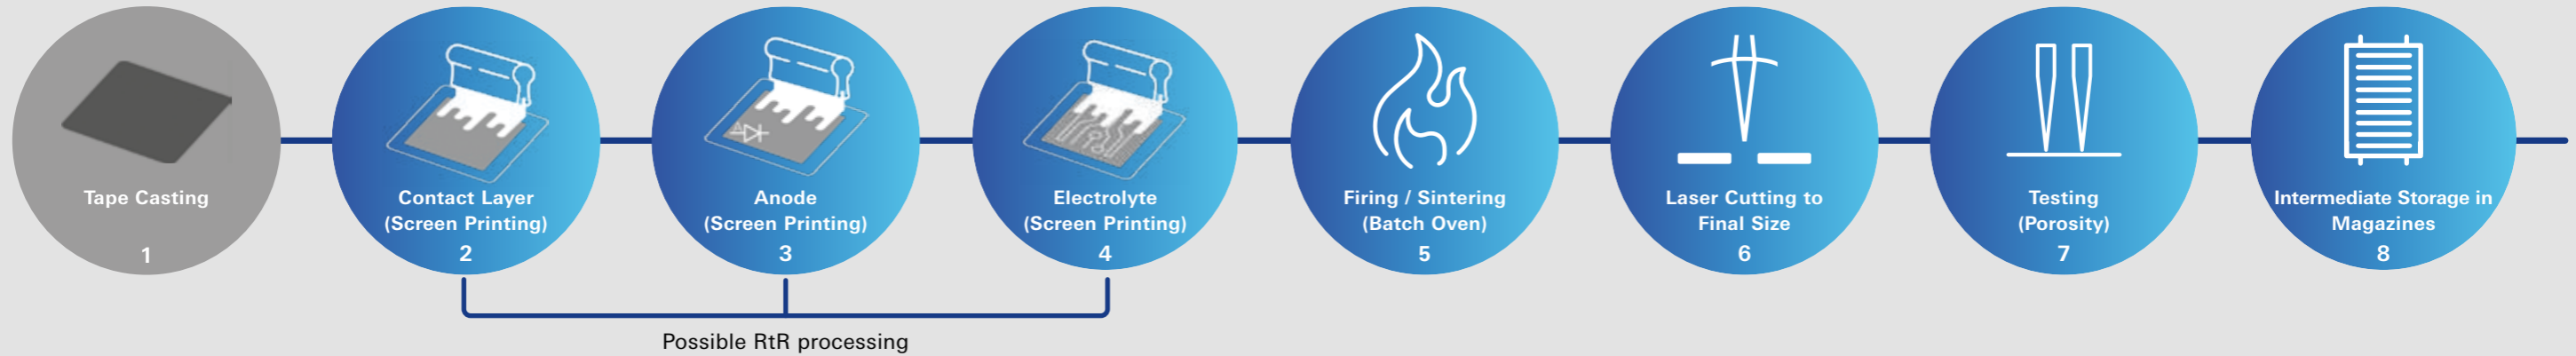 Tape Casting
1
Contact Layer
(Screen Printing)
2
Anode
(Screen Printing)
3
Electrolyte
(Screen Printing)
4
Firing / Sintering
(Batch Oven)
5
Laser Cutting to
Final Size
6
Testing
(Porosity)
7
Intermediate Storage in
Magazines
8
Possible RtR processing